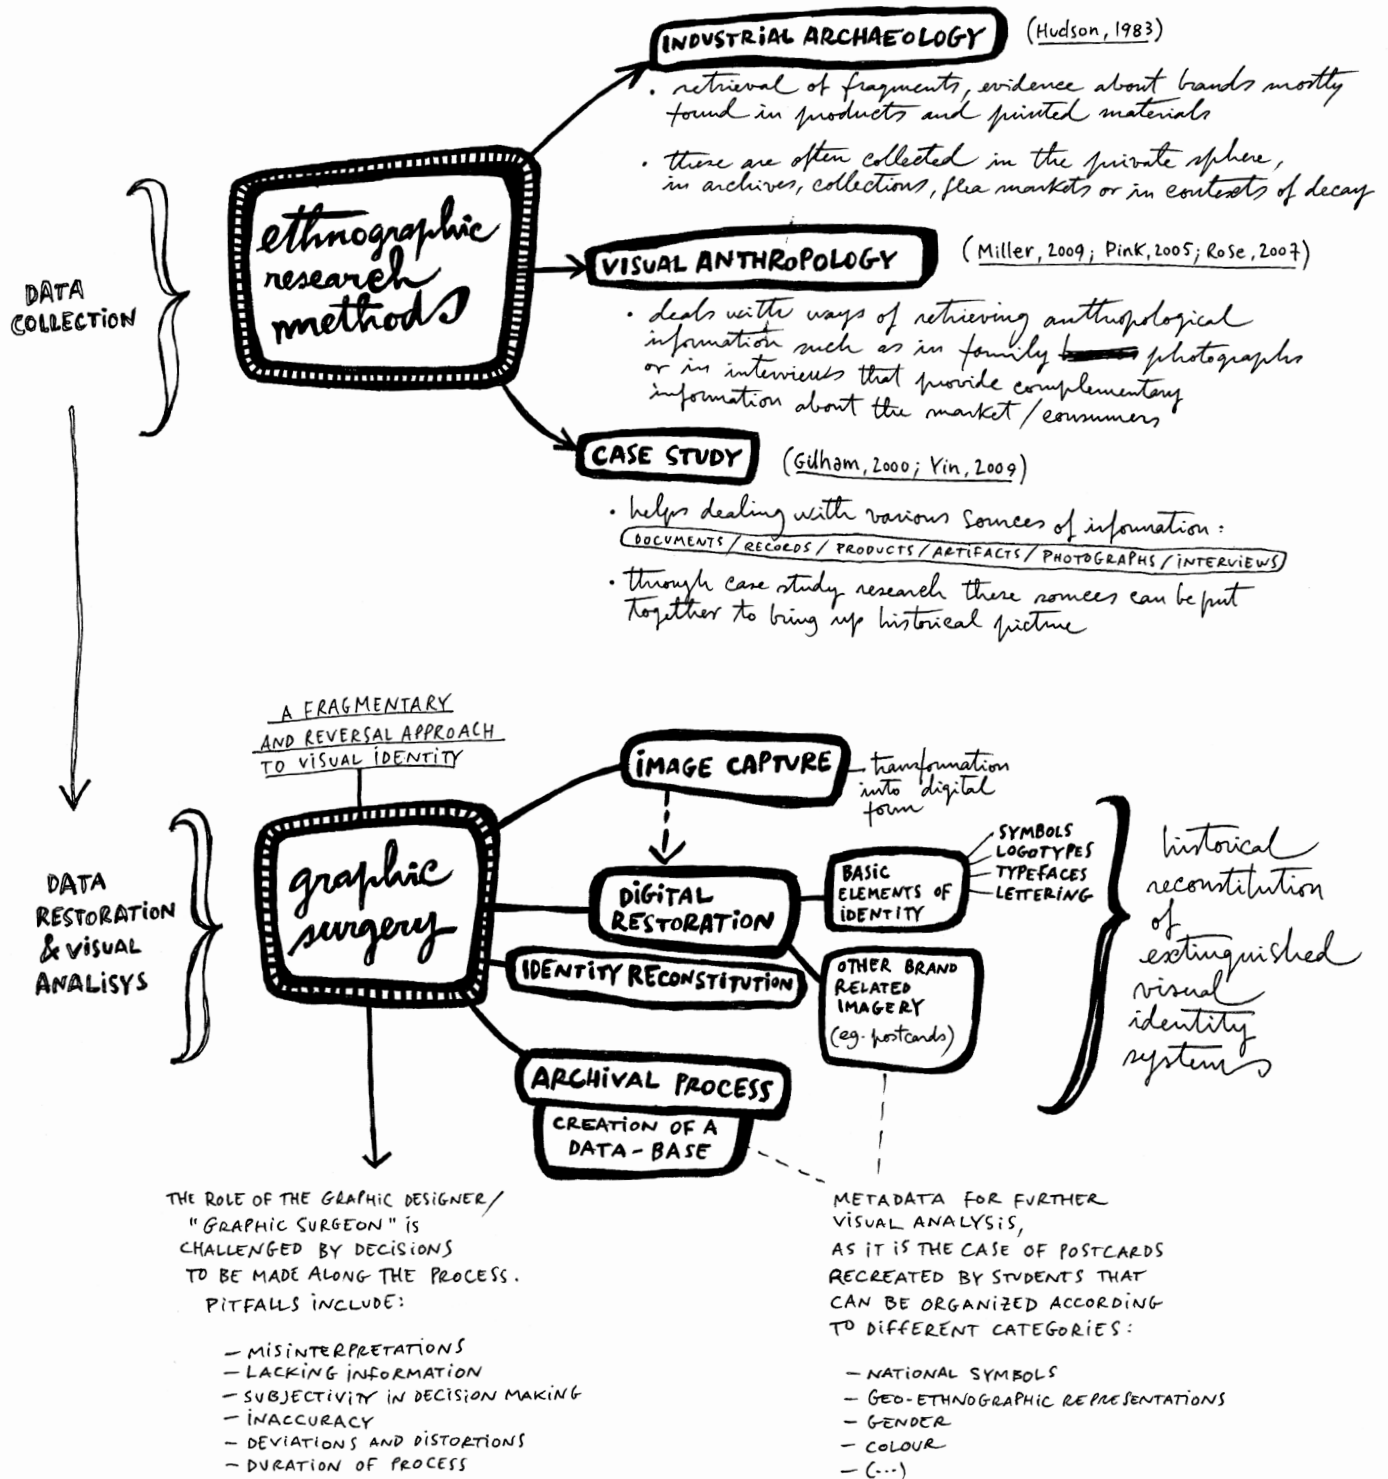 INDUSTRIAL ARCHAEOLOGY (Hudson, 1983)
. retrieval of fragments, evidence about brands mostly
found in products and printed materials
. these are often collected in the private sphere,
in archives, collections, flea markets or in contexts of decay
DATA
COLLECTION
ethnographic
research
methods
VISUAL ANTHROPOLOGY (Miller, 2009; Pink, 2005; Rose, 2007)
. deals with ways of retrieving anthropological
information such as in family photographs
or in interviews that provide complementary
information about the market/consumers
CASE STUDY (Gilham, 2000; Yin, 2009)
. helps dealing with various sources of information:
DOCUMENTS/RECORDS/PRODUCTS/ARTIFACTS/PHOTOGRAPHS/INTERVIEWS
. through case study research these sources can be put
together to bring up historical picture
A FRAGMENTARY
AND REVERSAL APPROACH
TO VISUAL IDENTITY
DATA
RESTORATION
& VISUAL
ANALISYS
graphic
surgery
IMAGE CAPTURE
transformation
into digital
form
DIGITAL
RESTORATION
BASIC
ELEMENTS OF
IDENTITY
SYMBOLS
LOGOTYPES
TYPEFACES
LETTERING
IDENTITY RECONSTITUTION
OTHER BRAND
RELATED
IMAGERY
(eg. postcards)
ARCHIVAL PROCESS
CREATION OF A
DATA-BASE
historical
reconstitution
of
extinguished
visual
identity
systems
THE ROLE OF THE GRAPHIC DESIGNER/
"GRAPHIC SURGEON" IS
CHALLENGED BY DECISIONS
TO BE MADE ALONG THE PROCESS.
PITFALLS INCLUDE:
- MISINTERPRETATIONS
- LACKING INFORMATION
- SUBJECTIVITY IN DECISION MAKING
- INACCURACY
- DEVIATIONS AND DISTORTIONS
- DURATION OF PROCESS
METADATA FOR FURTHER
VISUAL ANALYSIS,
AS IT IS THE CASE OF POSTCARDS
RECREATED BY STUDENTS THAT
CAN BE ORGANIZED ACCORDING
TO DIFFERENT CATEGORIES:
- NATIONAL SYMBOLS
- GEO-ETHNOGRAPHIC REPRESENTATIONS
- GENDER
- COLOUR
- (...)